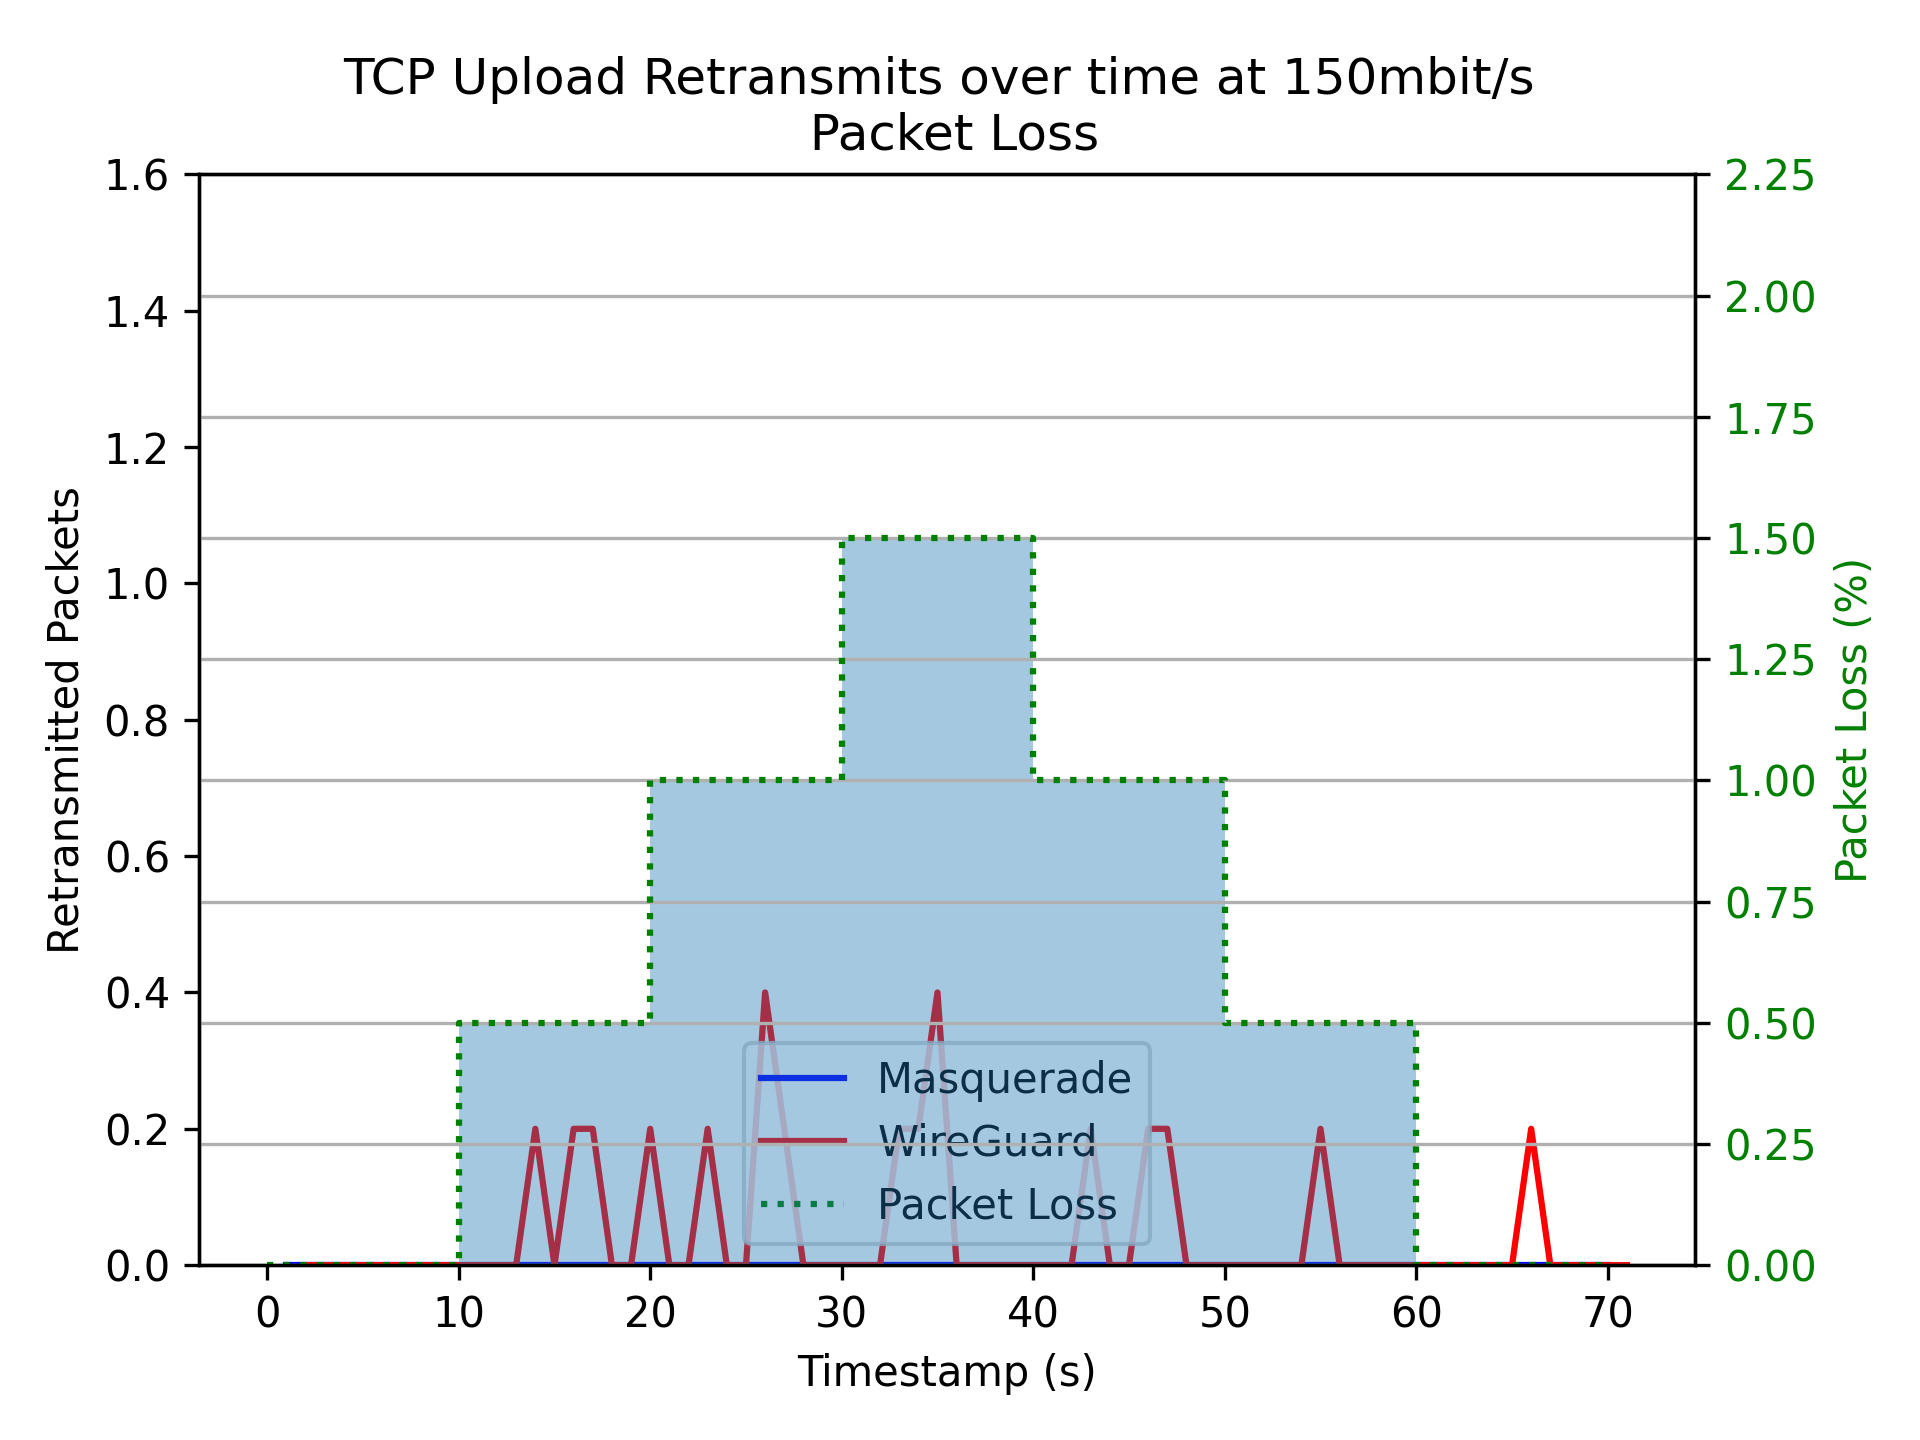 TCP Upload Retransmits over time at 150mbit/s
Packet Loss
1.6
1.4
1.2
1.0
0.8
0.6
0.4
0.2
0.0
Retransmitted Packets
2.25
2.00
1.75
1.50
1.25
1.00
0.75
0.50
0.25
0.00
Packet Loss (%)
Masquerade
WireGuard
Packet Loss
0 10 20 30 40 50 60 70
Timestamp (s)